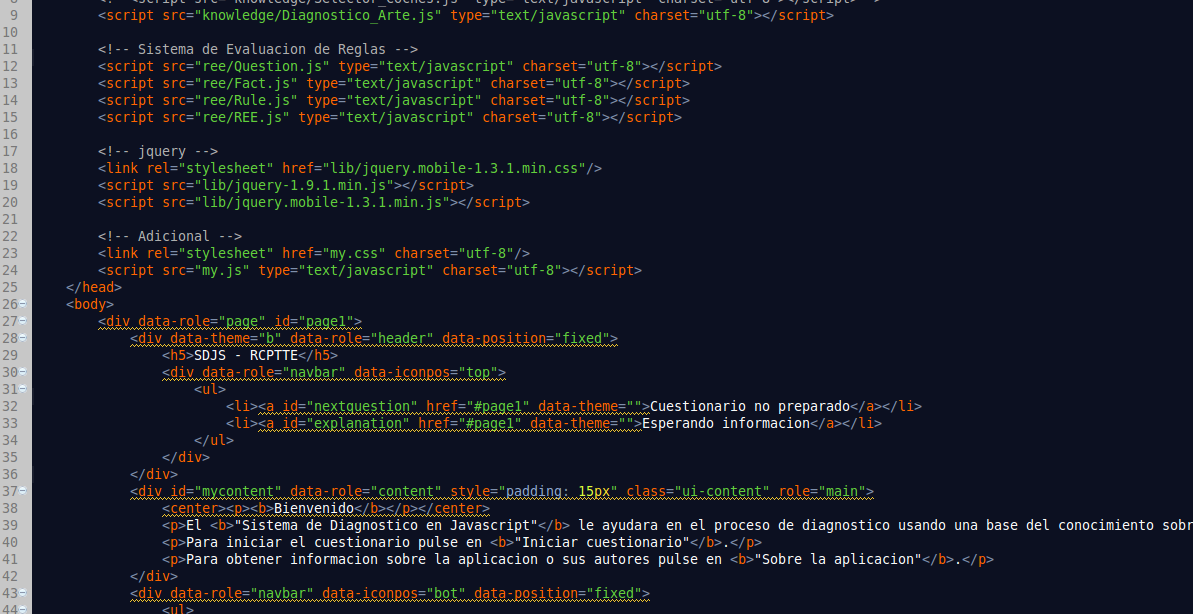 8 <!-- <script src="knowledge/Selector_Coches.js" type="text/javascript" charset="utf-8"></script> -->
9 <script src="knowledge/Diagnostico_Arte.js" type="text/javascript" charset="utf-8"></script>
10
11 <!-- Sistema de Evaluacion de Reglas -->
12 <script src="ree/Question.js" type="text/javascript" charset="utf-8"></script>
13 <script src="ree/Fact.js" type="text/javascript" charset="utf-8"></script>
14 <script src="ree/Rule.js" type="text/javascript" charset="utf-8"></script>
15 <script src="ree/REE.js" type="text/javascript" charset="utf-8"></script>
16
17 <!-- jquery -->
18 <link rel="stylesheet" href="lib/jquery.mobile-1.3.1.min.css"/>
19 <script src="lib/jquery-1.9.1.min.js"></script>
20 <script src="lib/jquery.mobile-1.3.1.min.js"></script>
21
22 <!-- Adicional -->
23 <link rel="stylesheet" href="my.css" charset="utf-8"/>
24 <script src="my.js" type="text/javascript" charset="utf-8"></script>
25 </head>
26 <body>
27 <div data-role="page" id="page1">
28 <div data-theme="b" data-role="header" data-position="fixed">
29 <h5>SDJS - RCPTTE</h5>
30 <div data-role="navbar" data-iconpos="top">
31 <ul>
32 <li><a id="nextquestion" href="#page1" data-theme="">Cuestionario no preparado</a></li>
33 <li><a id="explanation" href="#page1" data-theme="">Esperando informacion</a></li>
34 </ul>
35 </div>
36 </div>
37 <div id="mycontent" data-role="content" style="padding: 15px" class="ui-content" role="main">
38 <center><p><b>Bienvenido</b></p></center>
39 <p>El <b>"Sistema de Diagnostico en Javascript"</b> le ayudara en el proceso de diagnostico usando una base del conocimiento sobr
40 <p>Para iniciar el cuestionario pulse en <b>"Iniciar cuestionario"</b>.</p>
41 <p>Para obtener informacion sobre la aplicacion o sus autores pulse en <b>"Sobre la aplicacion"</b>.</p>
42 </div>
43 <div data-role="navbar" data-iconpos="bot" data-position="fixed">
44 <ul>